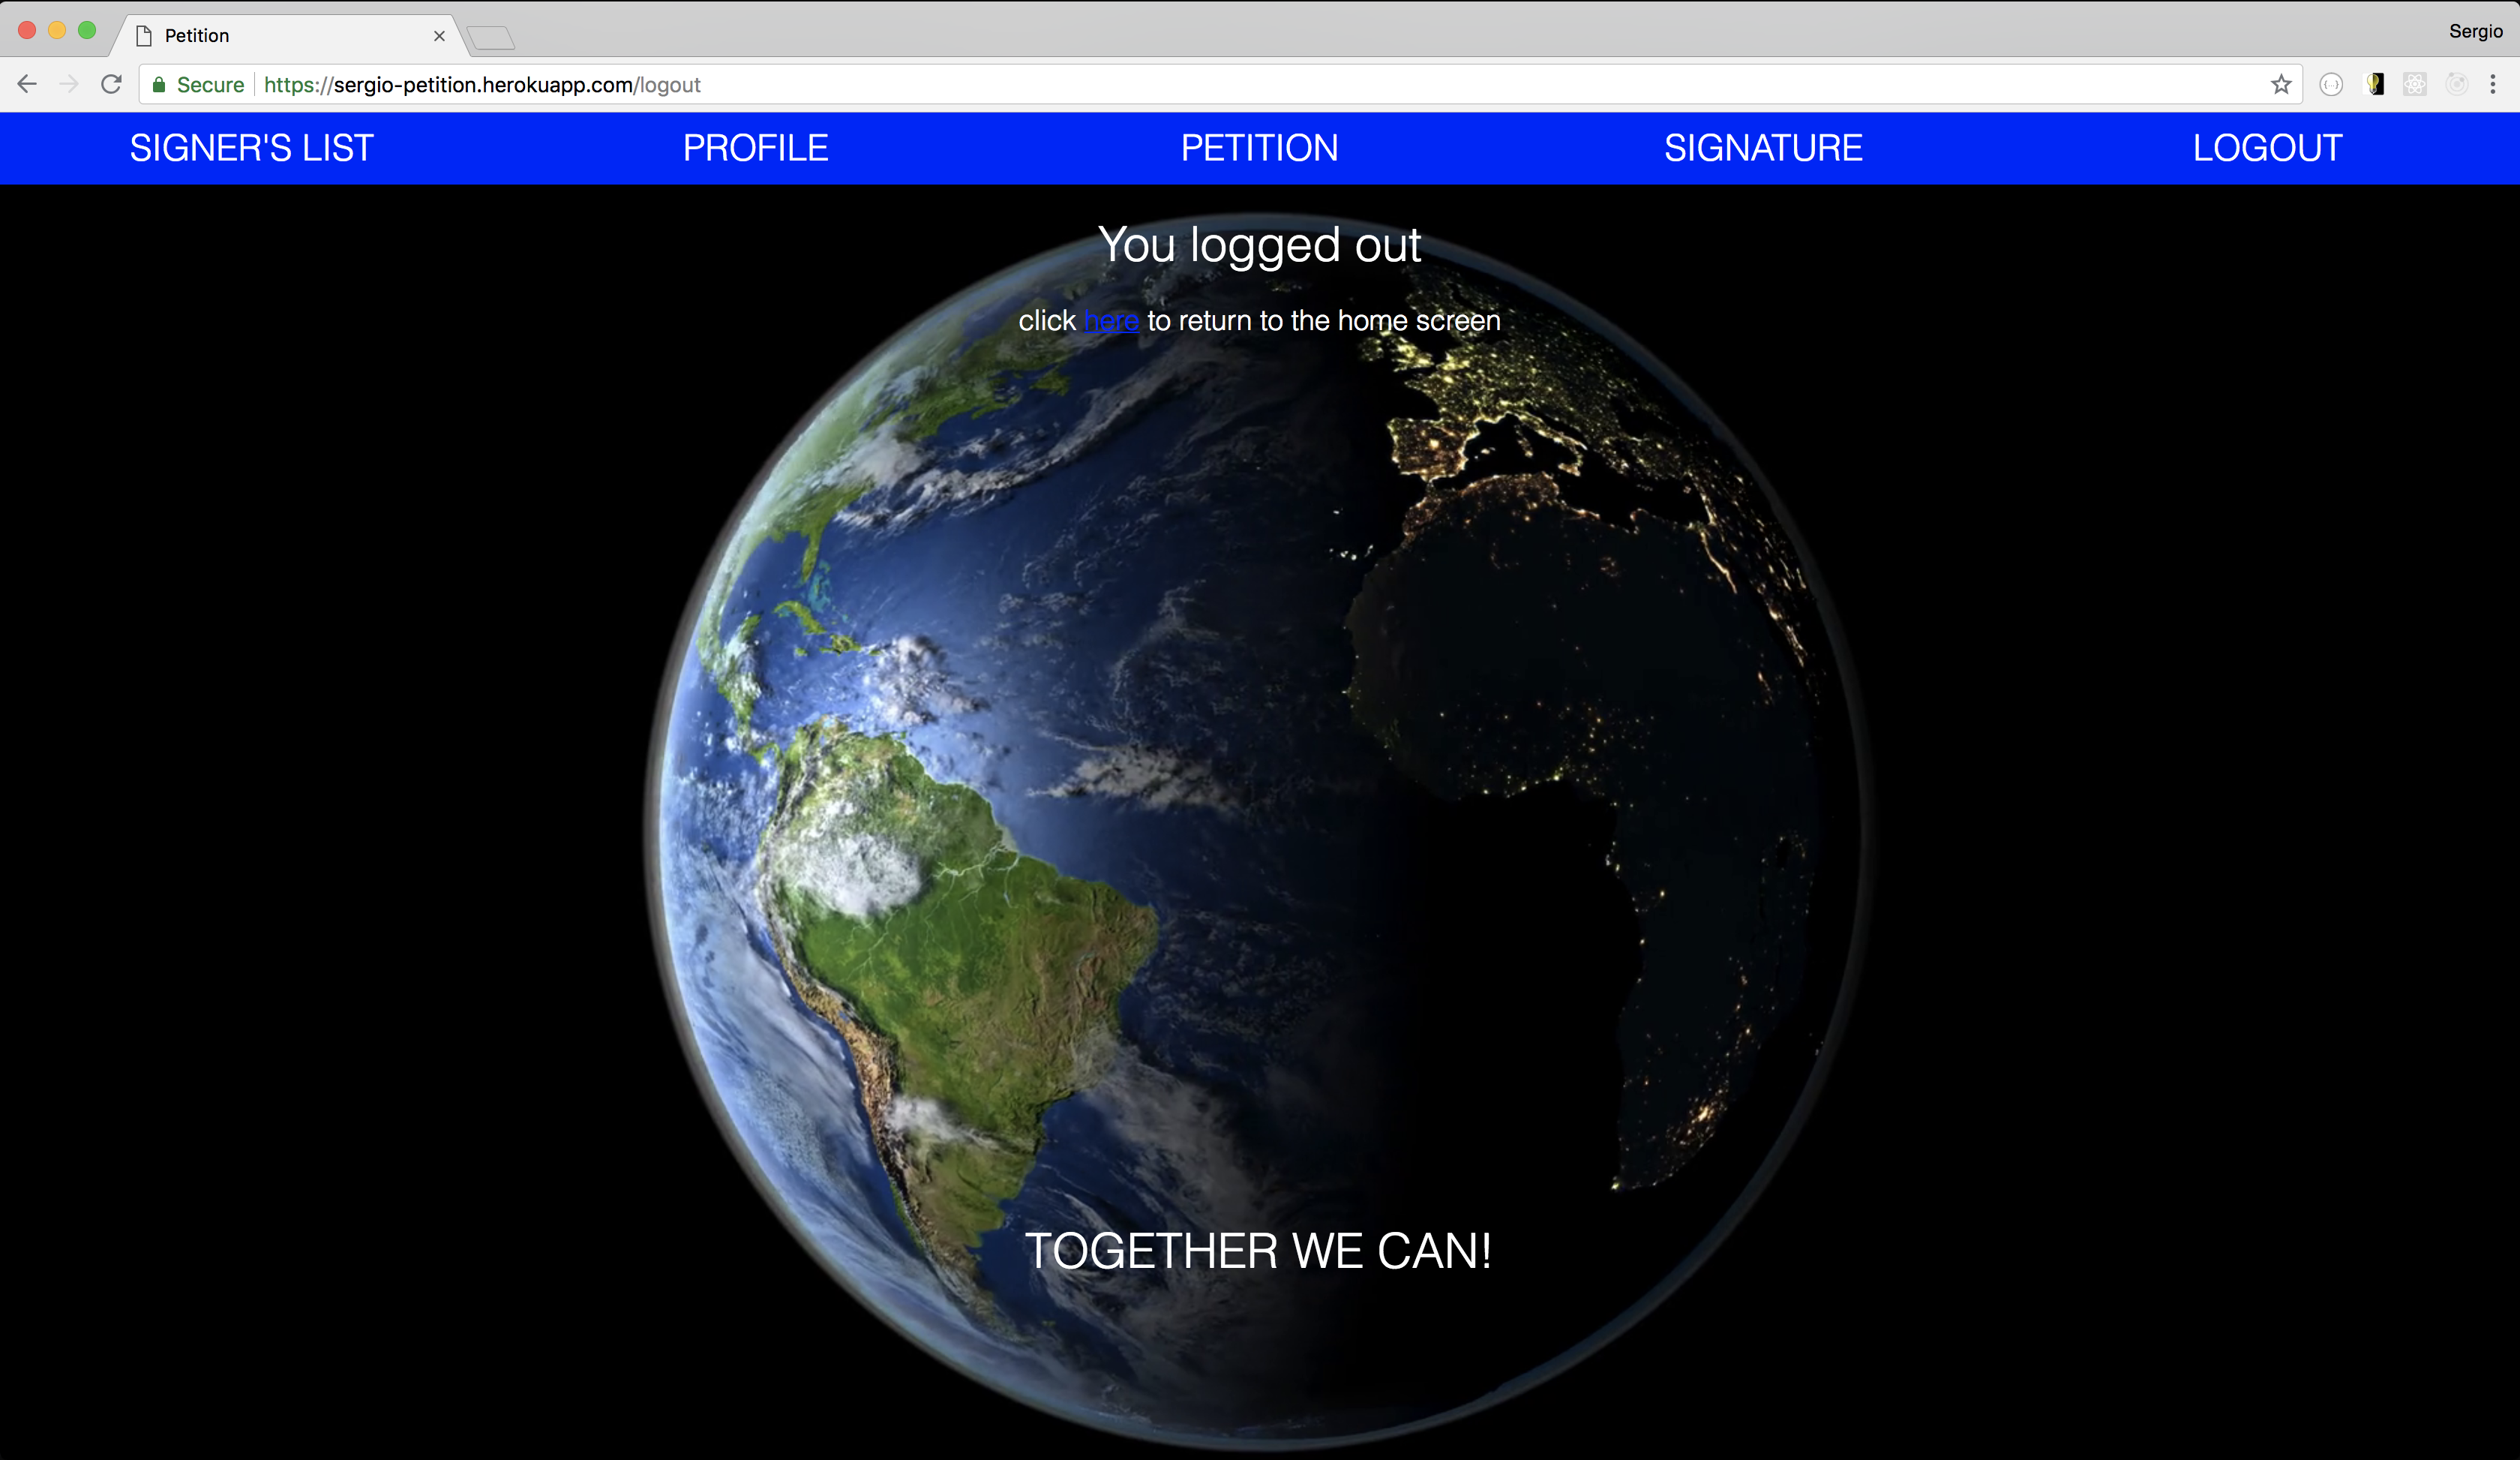 Petition
Sergio
Secure https://sergio-petition.herokuapp.com/logout
SIGNER'S LIST PROFILE PETITION SIGNATURE LOGOUT
You logged out
click here to return to the home screen
TOGETHER WE CAN!